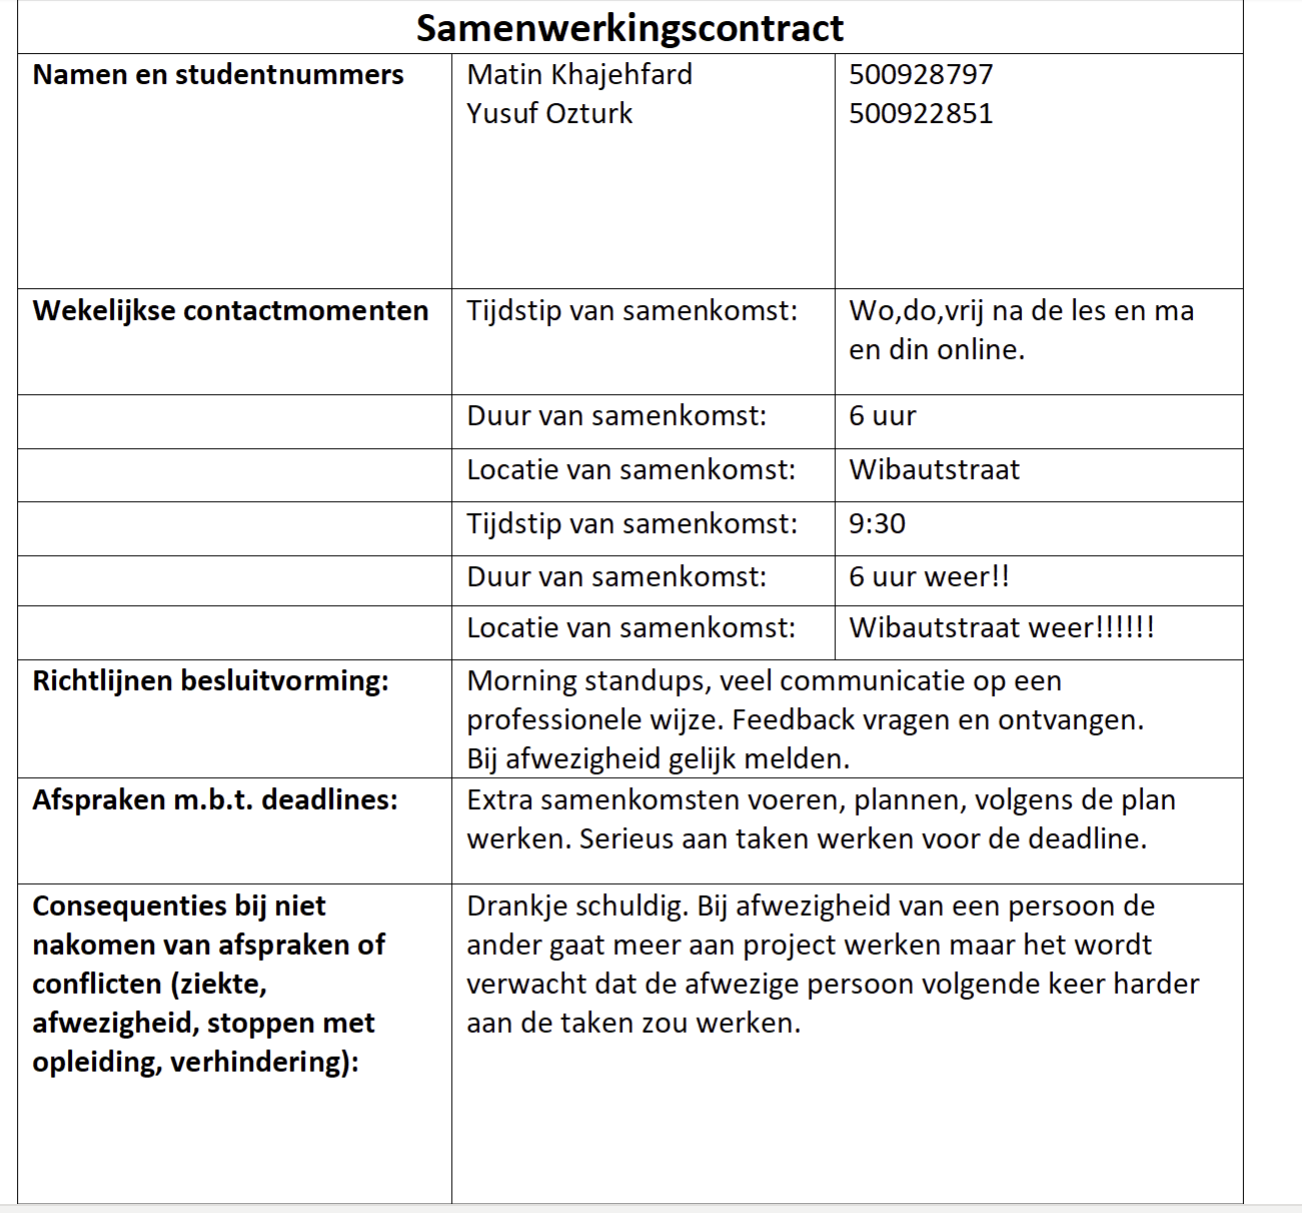 Samenwerkingscontract
Namen en studentnummers
Matin Khajehfard
500928797
Yusuf Ozturk
500922851
Wekelijkse contactmomenten
Tijdstip van samenkomst:
Wo,do,vrij na de les en ma
en din online.
Duur van samenkomst:
6 uur
Locatie van samenkomst:
Wibautstraat
Tijdstip van samenkomst:
9:30
Duur van samenkomst:
6 uur weer!!
Locatie van samenkomst:
Wibautstraat weer!!!!!!
Richtlijnen besluitvorming:
Morning standups, veel communicatie op een
professionele wijze. Feedback vragen en ontvangen.
Bij afwezigheid gelijk melden.
Afspraken m.b.t. deadlines:
Extra samenkomsten voeren, plannen, volgens de plan
werken. Serieus aan taken werken voor de deadline.
Consequenties bij niet
nakomen van afspraken of
conflicten (ziekte,
afwezigheid, stoppen met
opleiding, verhindering):
Drankje schuldig. Bij afwezigheid van een persoon de
ander gaat meer aan project werken maar het wordt
verwacht dat de afwezige persoon volgende keer harder
aan de taken zou werken.